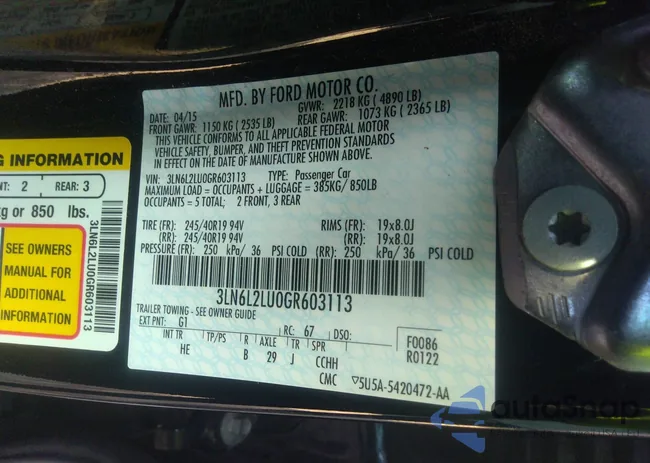 MFD. BY FORD MOTOR CO.
DATE: 04/15 GVWR: 2218 KG ( 4890 LB)
FRONT GAWR: 1150 KG ( 2535 LB) REAR GAWR: 1073 KG ( 2365 LB)
THIS VEHICLE CONFORMS TO ALL APPLICABLE FEDERAL MOTOR
VEHICLE SAFETY, BUMPER, AND THEFT PREVENTION STANDARDS
IN EFFECT ON THE DATE OF MANUFACTURE SHOWN ABOVE.
VIN: 3LN6L2LU0GR603113 TYPE: Passenger Car
MAXIMUM LOAD = OCCUPANTS + LUGGAGE = 385KG/ 850LB
OCCUPANTS = 5 TOTAL; 2 FRONT, 3 REAR
TIRE (FR): 245/40R19 94V RIMS (FR): 19x8.0J
(RR): 245/40R19 94V (RR): 19x8.0J
PRESSURE (FR): 250 kPa/ 36 PSI COLD (RR): 250 kPa/ 36 PSI COLD
3LN6L2LU0GR603113
TRAILER TOWING - SEE OWNER GUIDE
EXT PNT: G1 RC: 67 DSO: F0086
INT TR TP/PS R AXLE TR SPR R0122
HE B 29 J CCHH
CMC ▽5U5A-5420472-AA
G INFORMATION
NT: 2 REAR: 3
kg or 850 lbs.
SEE OWNERS
MANUAL FOR
ADDITIONAL
INFORMATION
3LN6L2LU0GR603113
autoSnap